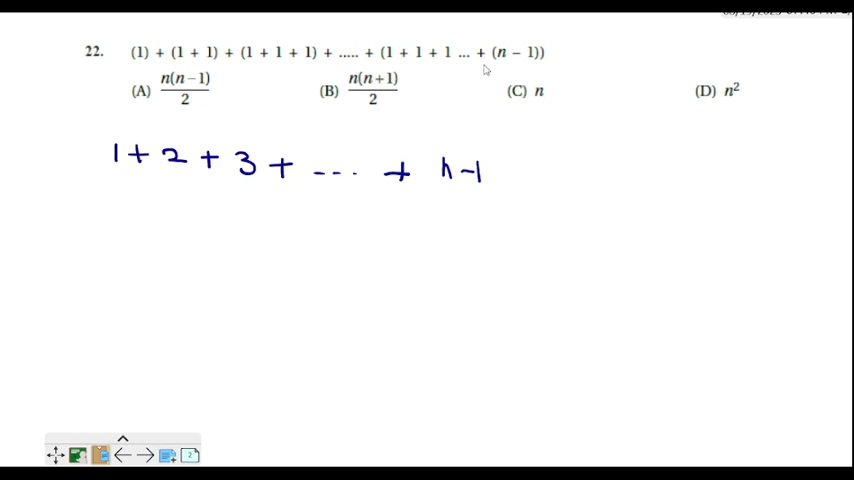 22. (1) + (1 + 1) + (1 + 1 + 1) + ..... + (1 + 1 + 1 ... + (n − 1))
(A) n(n−1)/2 (B) n(n+1)/2 (C) n (D) n²
1 + 2 + 3 + --- + n-1
2